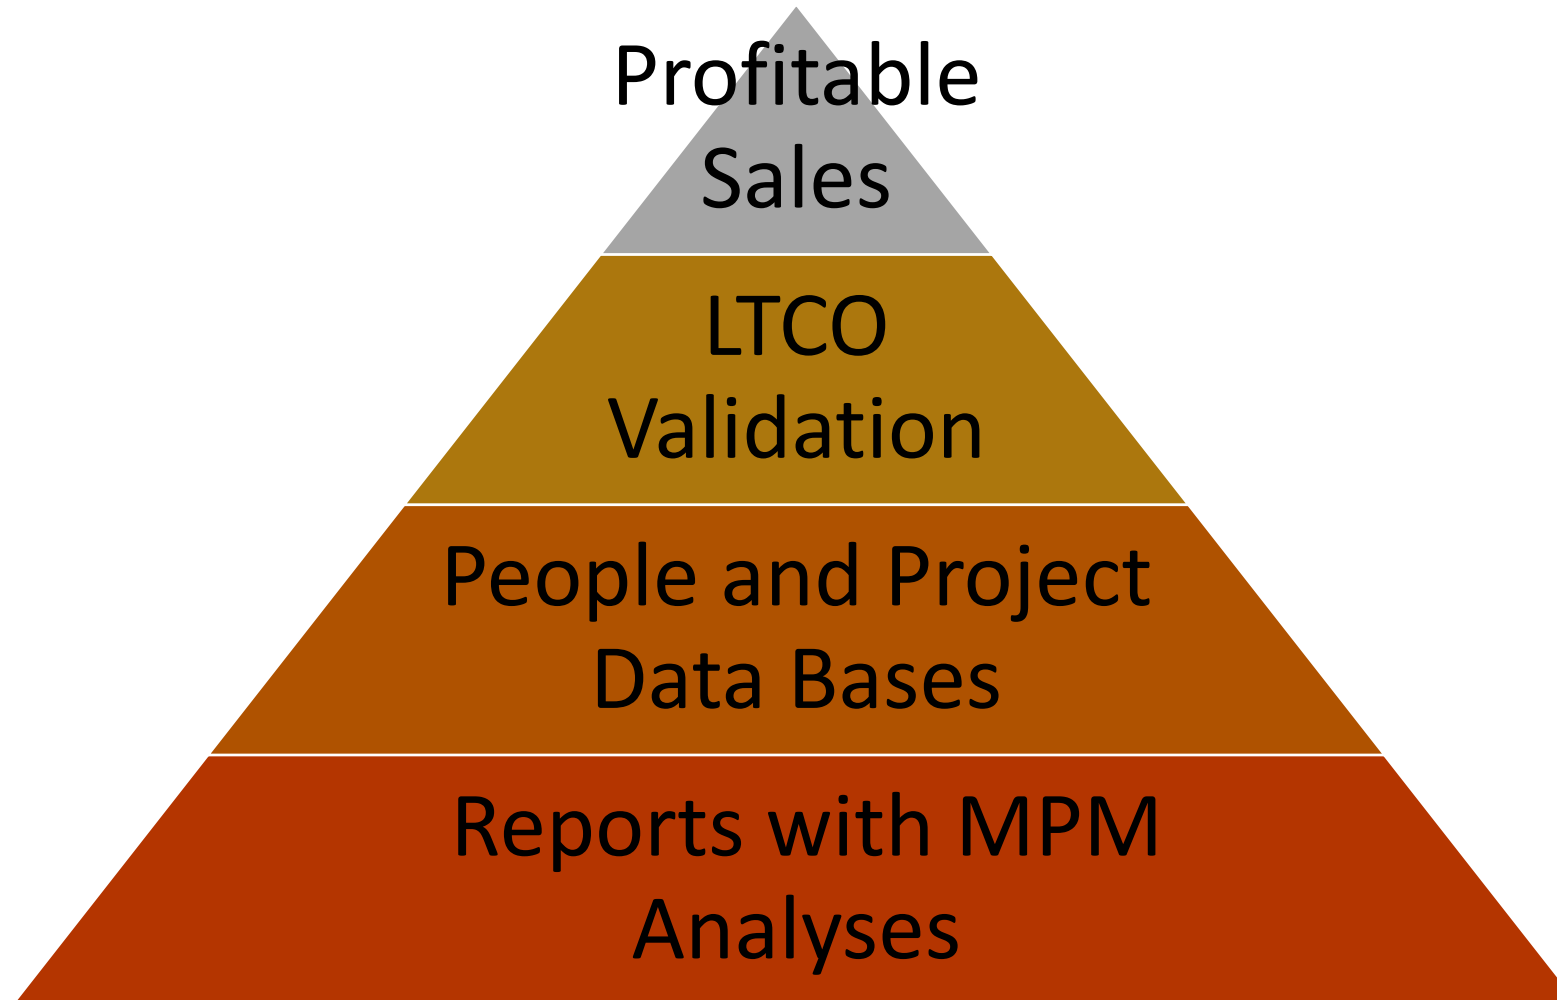 Profitable
Sales
LTCO
Validation
People and Project
Data Bases
Reports with MPM
Analyses